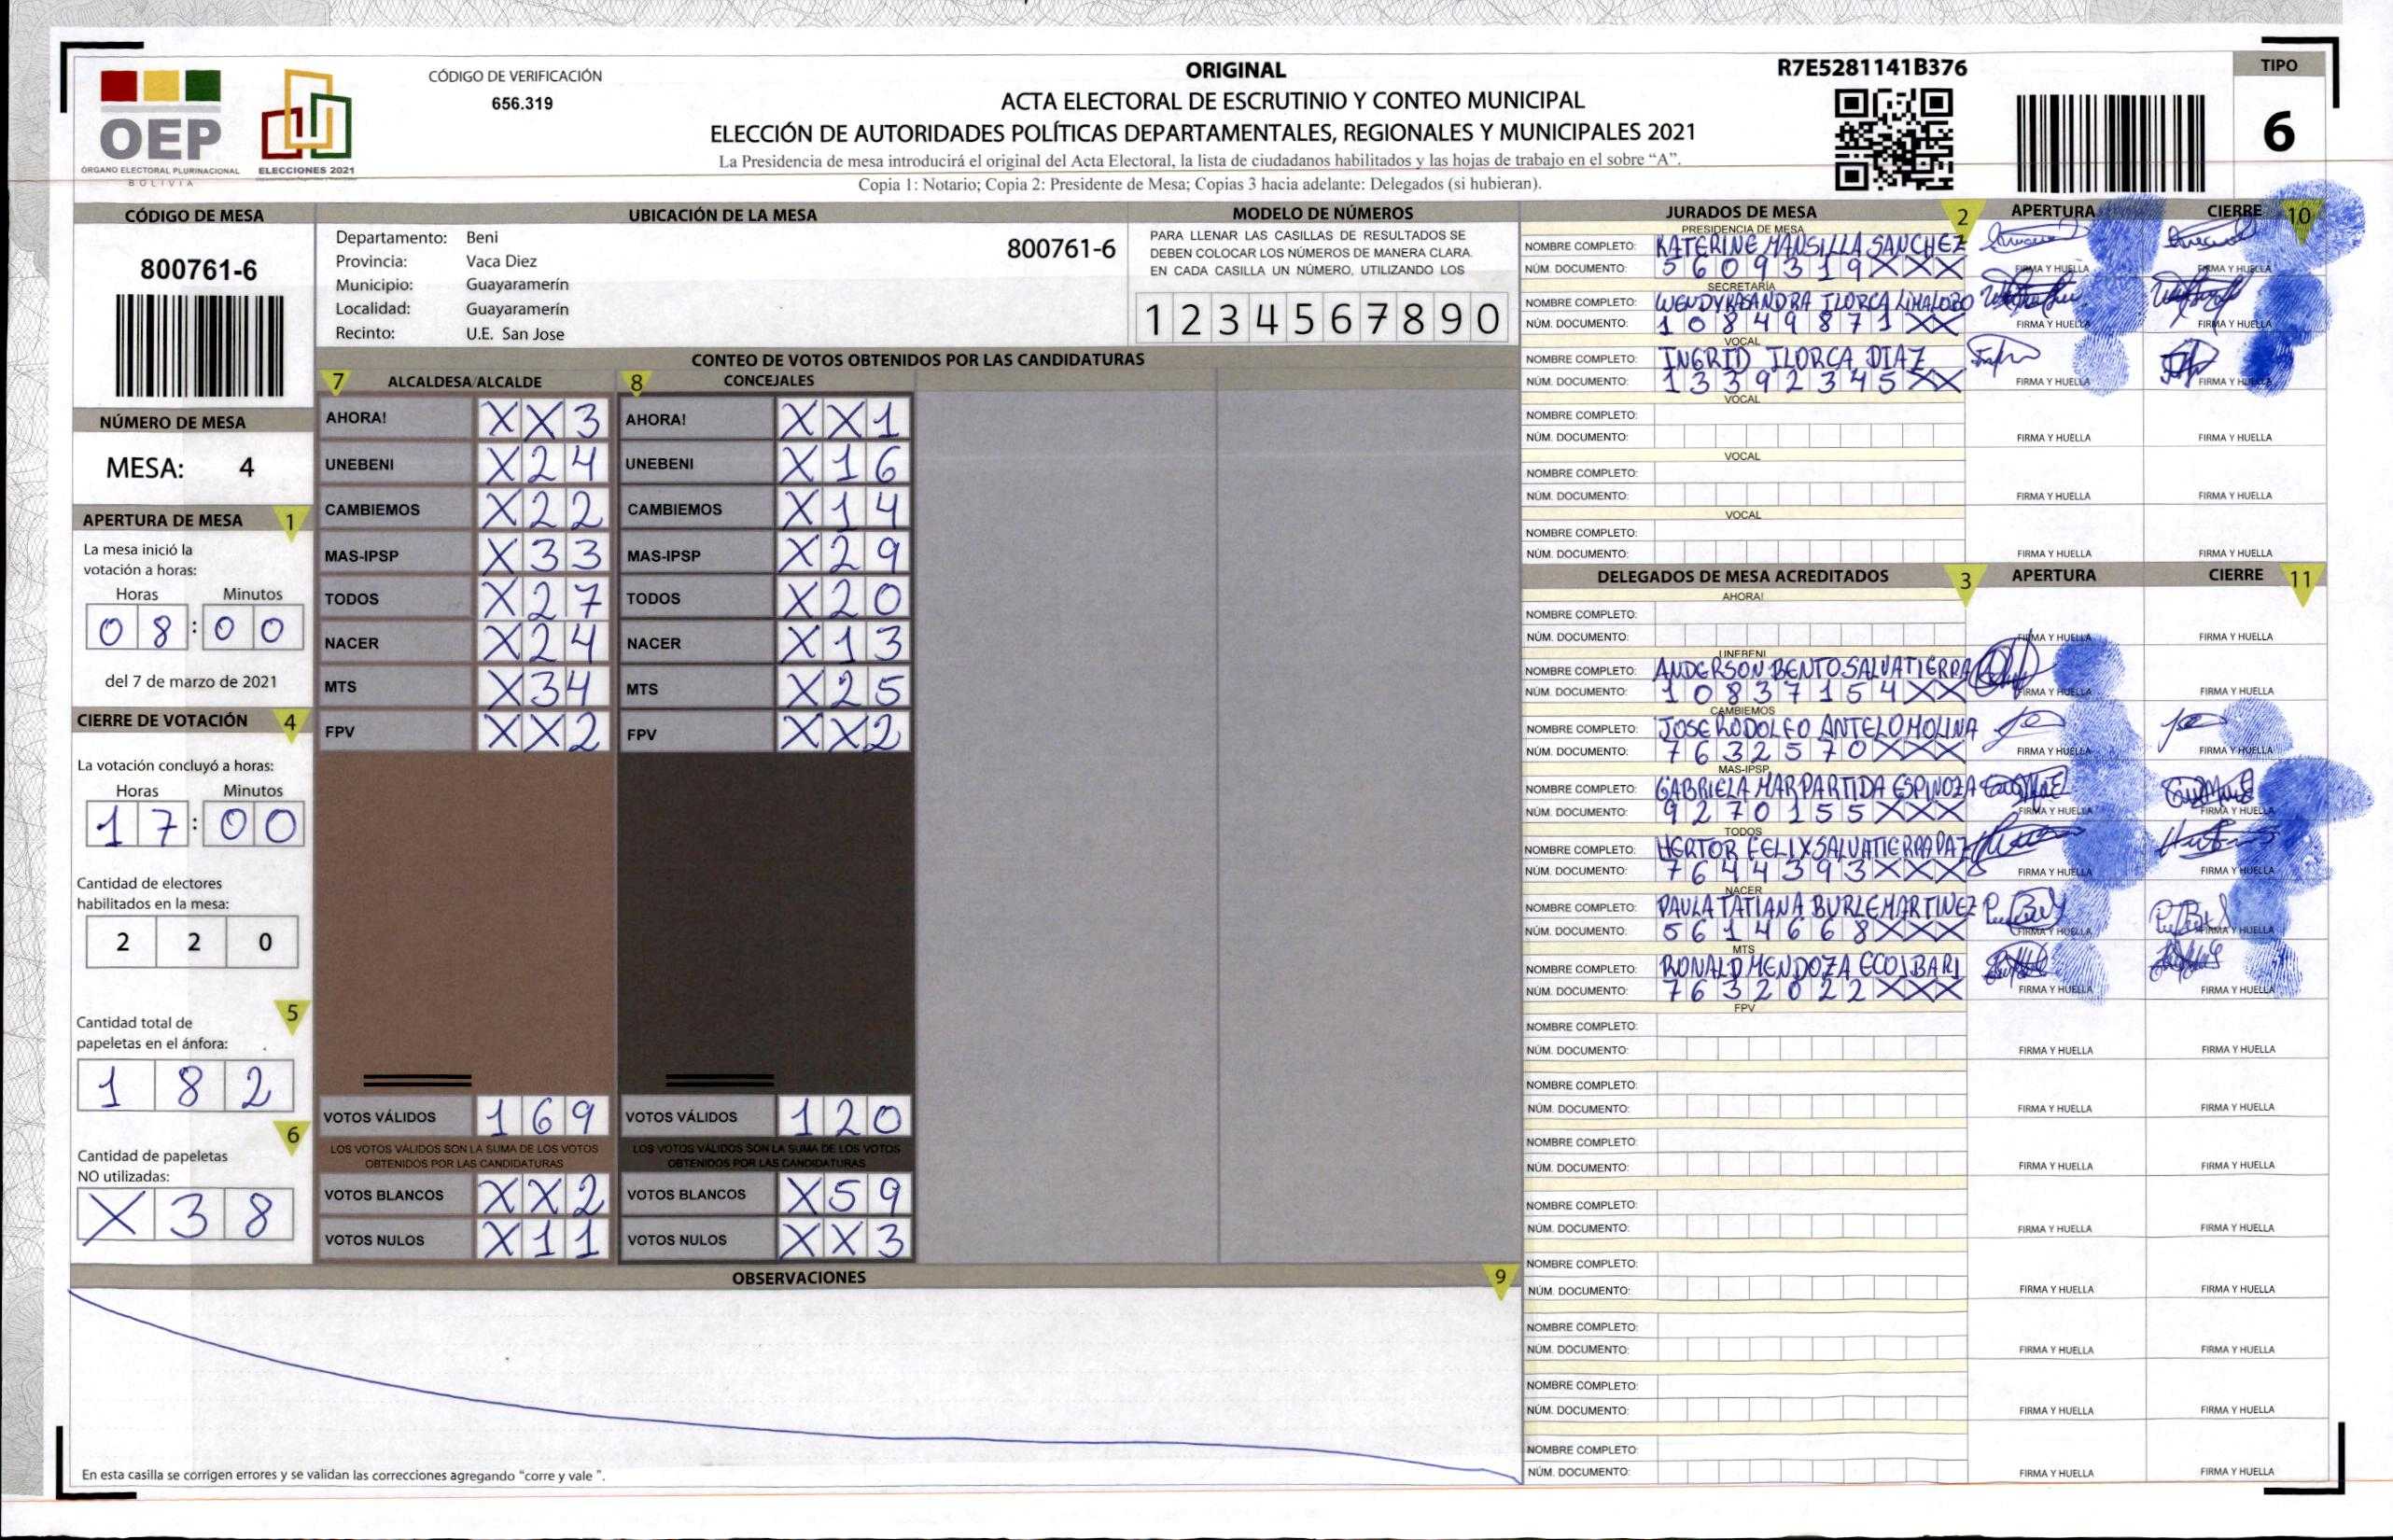 OEP
ÓRGANO ELECTORAL PLURINACIONAL
BOLIVIA
ELECCIONES 2021
CÓDIGO DE VERIFICACIÓN
656.319
ORIGINAL
ACTA ELECTORAL DE ESCRUTINIO Y CONTEO MUNICIPAL
ELECCIÓN DE AUTORIDADES POLÍTICAS DEPARTAMENTALES, REGIONALES Y MUNICIPALES 2021
La Presidencia de mesa introducirá el original del Acta Electoral, la lista de ciudadanos habilitados y las hojas de trabajo en el sobre “A”.
Copia 1: Notario; Copia 2: Presidente de Mesa; Copias 3 hacia adelante: Delegados (si hubieran).
R7E5281141B376
TIPO
6
CÓDIGO DE MESA
800761-6
NÚMERO DE MESA
MESA: 4
APERTURA DE MESA 1
La mesa inició la
votación a horas:
Horas Minutos
08:00
del 7 de marzo de 2021
CIERRE DE VOTACIÓN 4
La votación concluyó a horas:
Horas Minutos
17:00
Cantidad de electores
habilitados en la mesa:
220
5
Cantidad total de
papeletas en el ánfora:
182
6
Cantidad de papeletas
NO utilizadas:
X38
UBICACIÓN DE LA MESA
Departamento: Beni
Provincia: Vaca Diez
Municipio: Guayaramerín
Localidad: Guayaramerín
Recinto: U.E. San Jose
800761-6
MODELO DE NÚMEROS
PARA LLENAR LAS CASILLAS DE RESULTADOS SE
DEBEN COLOCAR LOS NÚMEROS DE MANERA CLARA.
EN CADA CASILLA UN NÚMERO, UTILIZANDO LOS
1 2 3 4 5 6 7 8 9 0
CONTEO DE VOTOS OBTENIDOS POR LAS CANDIDATURAS
7 ALCALDESA/ALCALDE 8 CONCEJALES
AHORA! XX3 AHORA! XX1
UNEBENI X24 UNEBENI X16
CAMBIEMOS X22 CAMBIEMOS X14
MAS-IPSP X33 MAS-IPSP X29
TODOS X27 TODOS X20
NACER X24 NACER X13
MTS X34 MTS X25
FPV XX2 FPV XX2
VOTOS VÁLIDOS 169 VOTOS VÁLIDOS 120
LOS VOTOS VÁLIDOS SON LA SUMA DE LOS VOTOS LOS VOTOS VÁLIDOS SON LA SUMA DE LOS VOTOS
OBTENIDOS POR LAS CANDIDATURAS OBTENIDOS POR LAS CANDIDATURAS
VOTOS BLANCOS XX2 VOTOS BLANCOS X59
VOTOS NULOS X11 VOTOS NULOS XX3
OBSERVACIONES 9
En esta casilla se corrigen errores y se validan las correcciones agregando “corre y vale”.
JURADOS DE MESA 2 APERTURA CIERRE 10
PRESIDENCIA DE MESA
NOMBRE COMPLETO: KATERINE MANSILLA SANCHEZ
NÚM. DOCUMENTO: 5609319XXX FIRMA Y HUELLA FIRMA Y HUELLA
SECRETARÍA
NOMBRE COMPLETO: WENDY KASANDRA ILORCA LIMALOBO
NÚM. DOCUMENTO: 10849871XX FIRMA Y HUELLA FIRMA Y HUELLA
VOCAL
NOMBRE COMPLETO: INGRID ILORCA DIAZ
NÚM. DOCUMENTO: 13392345XX FIRMA Y HUELLA FIRMA Y HUELLA
VOCAL
NOMBRE COMPLETO:
NÚM. DOCUMENTO: FIRMA Y HUELLA FIRMA Y HUELLA
VOCAL
NOMBRE COMPLETO:
NÚM. DOCUMENTO: FIRMA Y HUELLA FIRMA Y HUELLA
VOCAL
NOMBRE COMPLETO:
NÚM. DOCUMENTO: FIRMA Y HUELLA FIRMA Y HUELLA
DELEGADOS DE MESA ACREDITADOS 3 APERTURA CIERRE 11
AHORA!
NOMBRE COMPLETO:
NÚM. DOCUMENTO: FIRMA Y HUELLA FIRMA Y HUELLA
UNEBENI
NOMBRE COMPLETO: ANDERSON BENTO SALVATIERRA
NÚM. DOCUMENTO: 10837154XX FIRMA Y HUELLA FIRMA Y HUELLA
CAMBIEMOS
NOMBRE COMPLETO: JOSE RODOLFO ANTELO MOLINA
NÚM. DOCUMENTO: 7632570XXX FIRMA Y HUELLA FIRMA Y HUELLA
MAS-IPSP
NOMBRE COMPLETO: GABRIELA MARPARTIDA ESPINOZA
NÚM. DOCUMENTO: 9270155XXX FIRMA Y HUELLA FIRMA Y HUELLA
TODOS
NOMBRE COMPLETO: HERTOR FELIX SALVATIERRA PAZ
NÚM. DOCUMENTO: 7644393XXX FIRMA Y HUELLA FIRMA Y HUELLA
NACER
NOMBRE COMPLETO: PAULA TATIANA BURLE MARTINEZ
NÚM. DOCUMENTO: 5614668XXX FIRMA Y HUELLA FIRMA Y HUELLA
MTS
NOMBRE COMPLETO: RONALD MENDOZA ECOIBARI
NÚM. DOCUMENTO: 7632022XXX FIRMA Y HUELLA FIRMA Y HUELLA
FPV
NOMBRE COMPLETO:
NÚM. DOCUMENTO: FIRMA Y HUELLA FIRMA Y HUELLA
NOMBRE COMPLETO:
NÚM. DOCUMENTO: FIRMA Y HUELLA FIRMA Y HUELLA
NOMBRE COMPLETO:
NÚM. DOCUMENTO: FIRMA Y HUELLA FIRMA Y HUELLA
NOMBRE COMPLETO:
NÚM. DOCUMENTO: FIRMA Y HUELLA FIRMA Y HUELLA
NOMBRE COMPLETO:
NÚM. DOCUMENTO: FIRMA Y HUELLA FIRMA Y HUELLA
NOMBRE COMPLETO:
NÚM. DOCUMENTO: FIRMA Y HUELLA FIRMA Y HUELLA
NOMBRE COMPLETO:
NÚM. DOCUMENTO: FIRMA Y HUELLA FIRMA Y HUELLA
NOMBRE COMPLETO:
NÚM. DOCUMENTO: FIRMA Y HUELLA FIRMA Y HUELLA